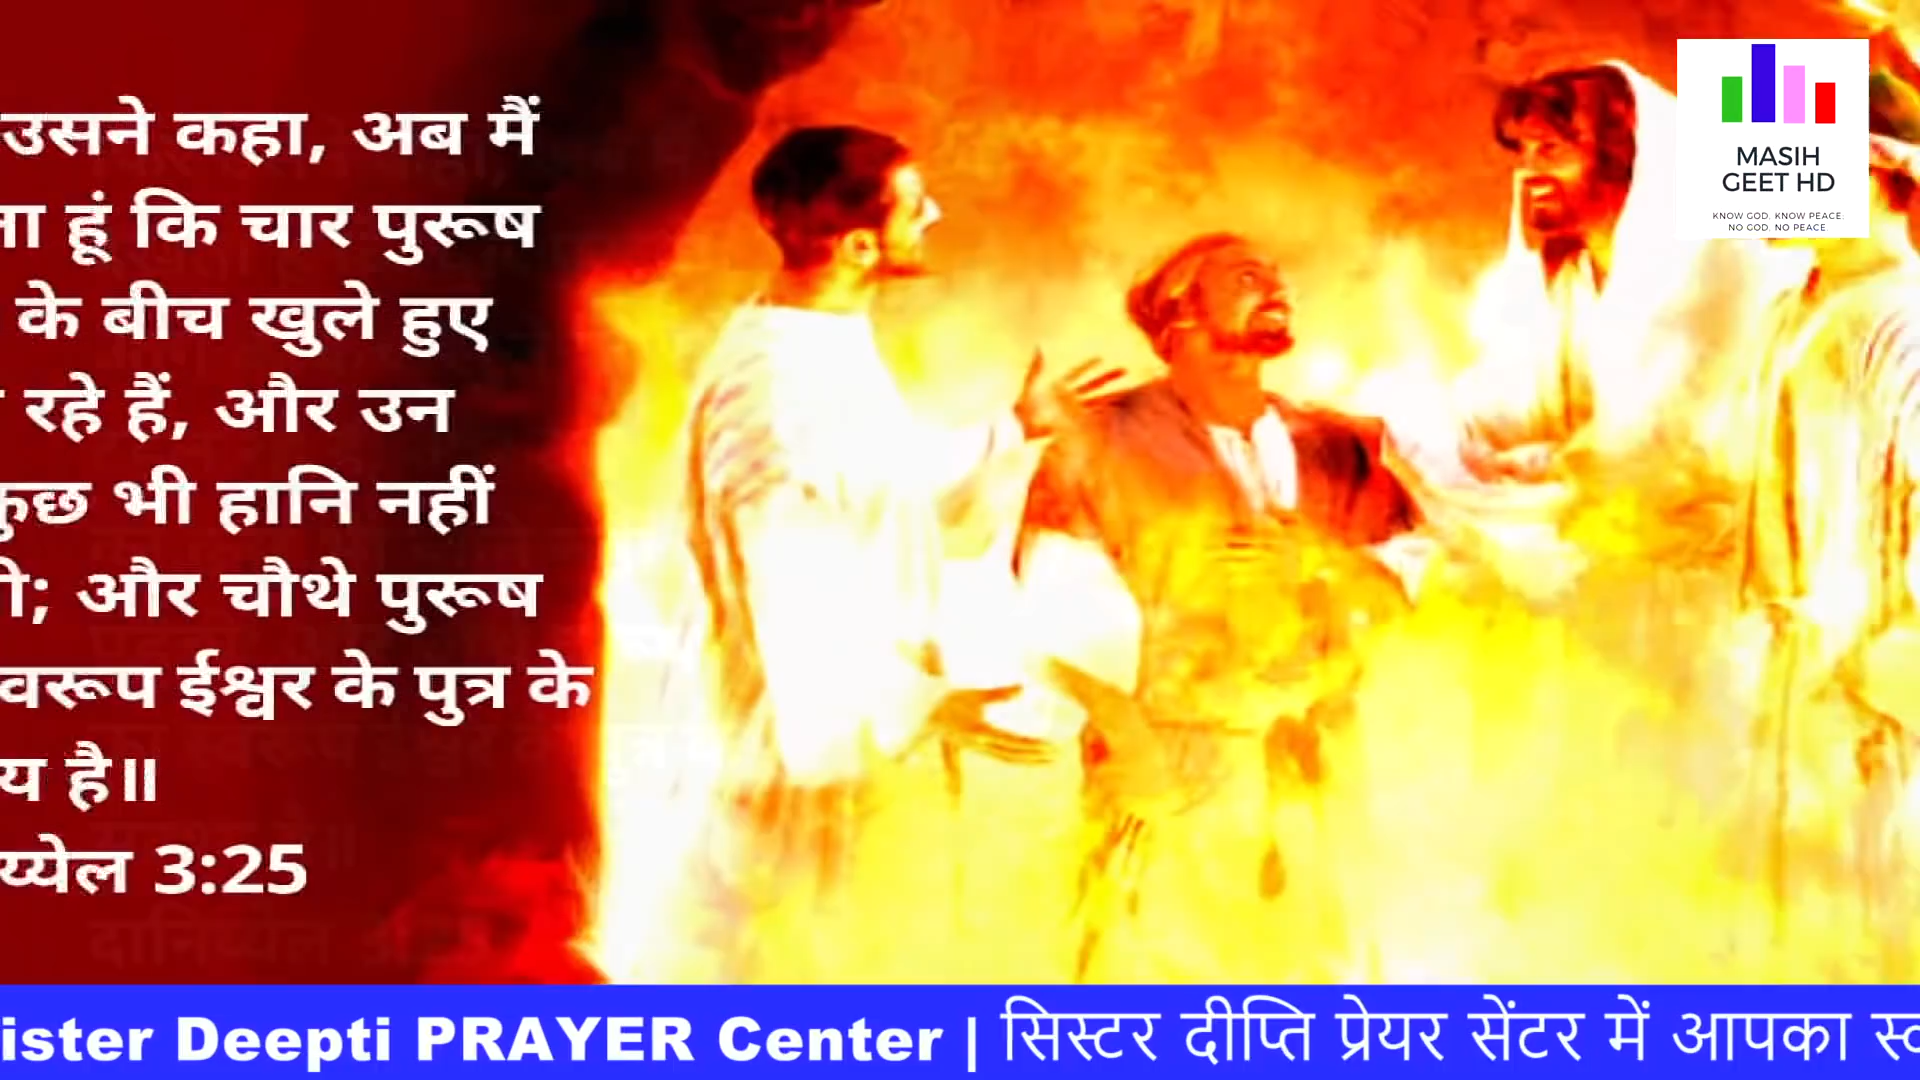 उसने कहा, अब मैं
हूं कि चार पुरूष
के बीच खुले हुए
रहे हैं, और उन
कुछ भी हानि नहीं
और चौथे पुरूष
ईश्वर के पुत्र के
है॥
3:25
MASIH
GEET HD
KNOW GOD. KNOW PEACE.
NO GOD. NO PEACE
ister Deepti PRAYER Center | सिस्टर दीप्ति प्रेयर सेंटर में आपका